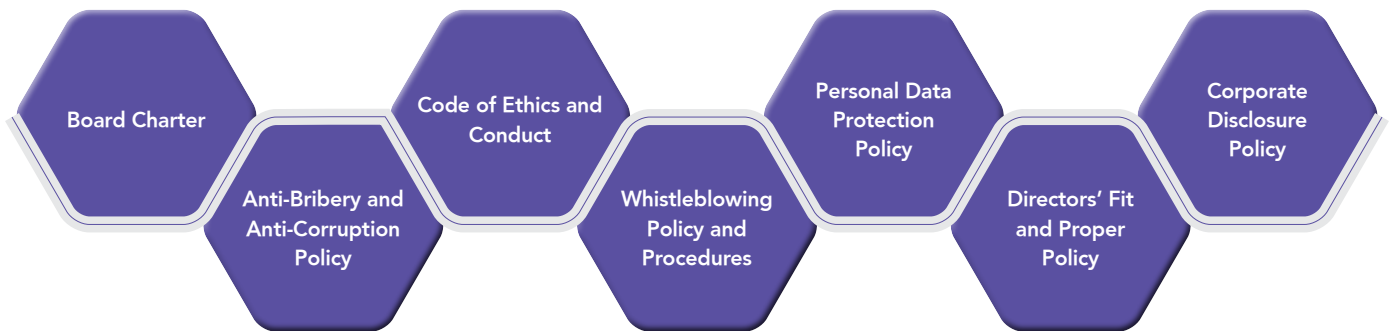 Board Charter
Anti-Bribery and
Anti-Corruption
Policy
Code of Ethics and
Conduct
Whistleblowing
Policy and
Procedures
Personal Data
Protection
Policy
Directors’ Fit
and Proper
Policy
Corporate
Disclosure
Policy